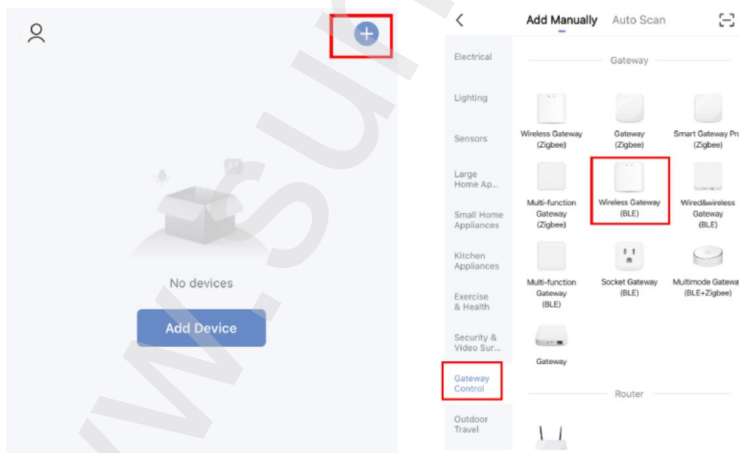 No devices
Add Device
Add Manually Auto Scan
Electrical
Lighting
Sensors
Large
Home Ap...
Small Home
Appliances
Kitchen
Appliances
Exercise
& Health
Security &
Video Sur...
Gateway
Control
Outdoor
Travel
Gateway
Wireless Gateway
(Zigbee)
Gateway
(Zigbee)
Smart Gateway Pro
(Zigbee)
Multi-function
Gateway
(Zigbee)
Wireless Gateway
(BLE)
Wired&wireless
Gateway
(BLE)
Multi-function
Gateway
(BLE)
Socket Gateway
(BLE)
Multimode Gateway
(BLE+Zigbee)
Gateway
Router